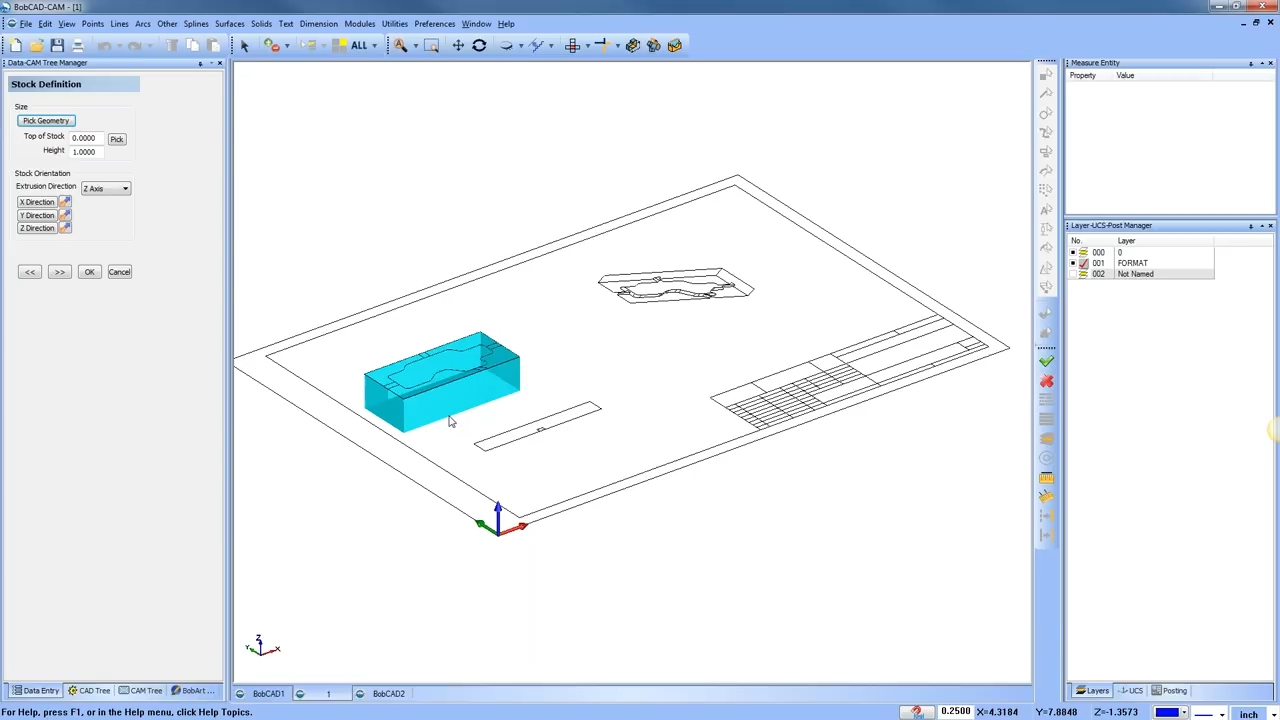 BobCAD-CAM - [1]
File Edit View Points Lines Arcs Other Splines Surfaces Solids Text Dimension Modules Utilities Preferences Window Help
ALL
Data-CAM Tree Manager
Stock Definition
Size
Pick Geometry
Top of Stock 0.0000 Pick
Height 1.0000
Stock Orientation
Extrusion Direction Z Axis
X Direction
Y Direction
Z Direction
<< >> OK Cancel
Measure Entity
Property Value
Layer-UCS-Post Manager
No. Layer
000 0
001 FORMAT
002 Not Named
Z
Y X
Data Entry CAD Tree CAM Tree BobArt ...
BobCAD1 1 BobCAD2
Layers UCS Posting
For Help, press F1, or in the Help menu, click Help Topics. 0.2500 X=4.3184 Y=7.8848 Z=-1.3573 inch